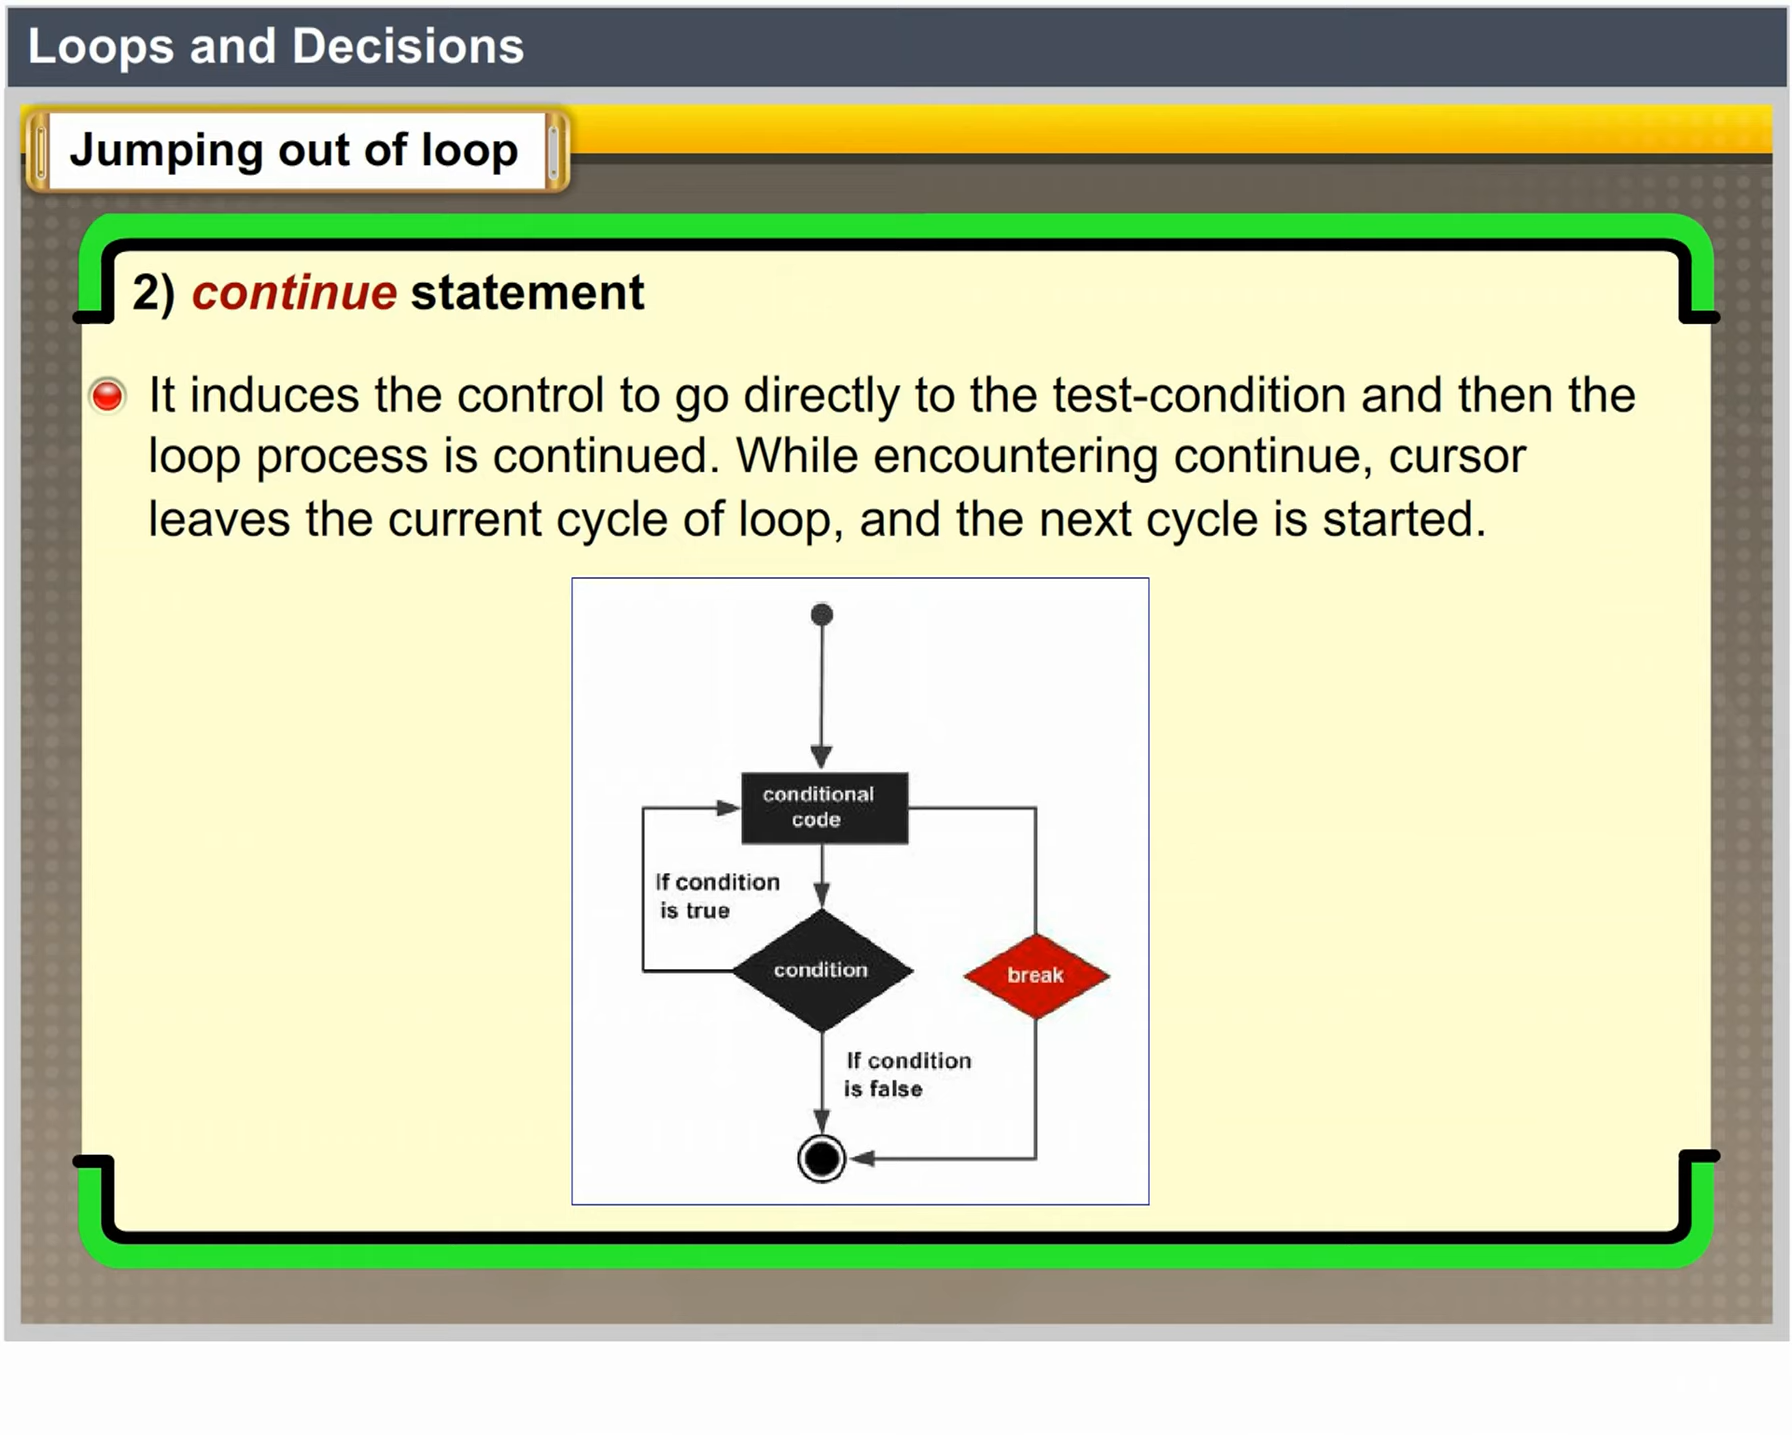 Loops and Decisions
Jumping out of loop
2) continue statement
It induces the control to go directly to the test-condition and then the
loop process is continued. While encountering continue, cursor
leaves the current cycle of loop, and the next cycle is started.
conditional
code
If condition
is true
condition
break
If condition
is false